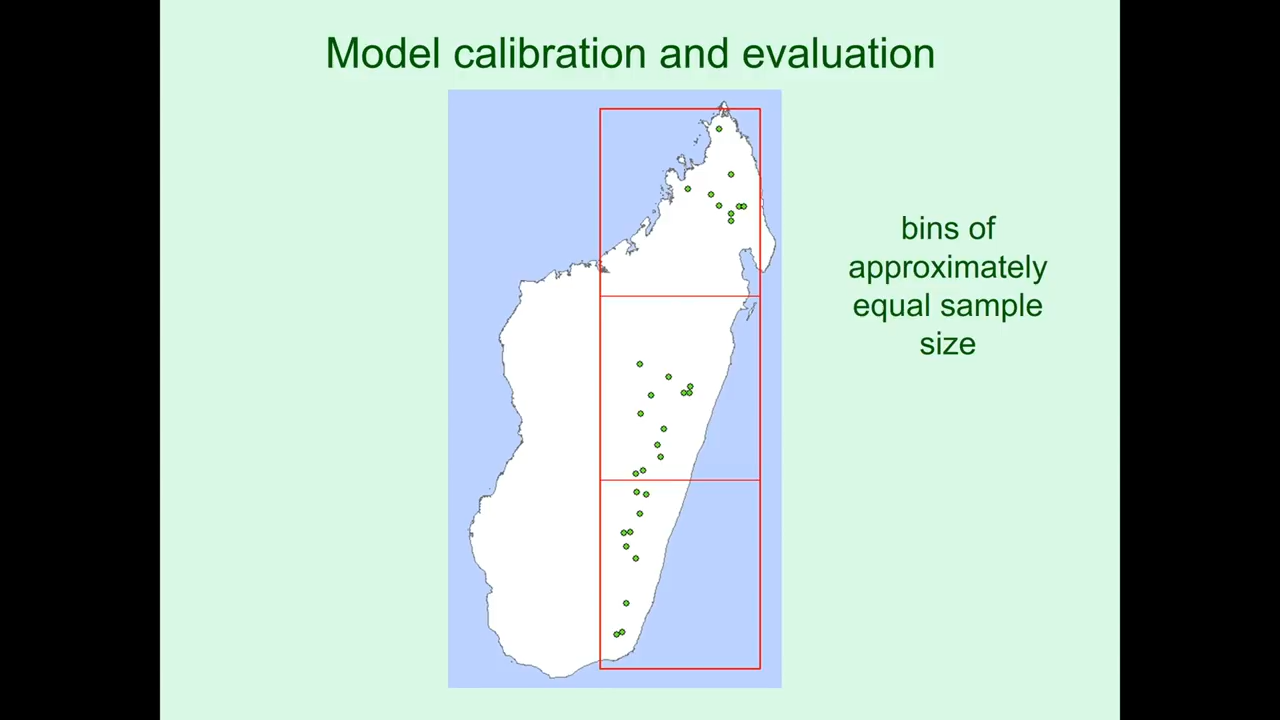 Model calibration and evaluation
bins of
approximately
equal sample
size